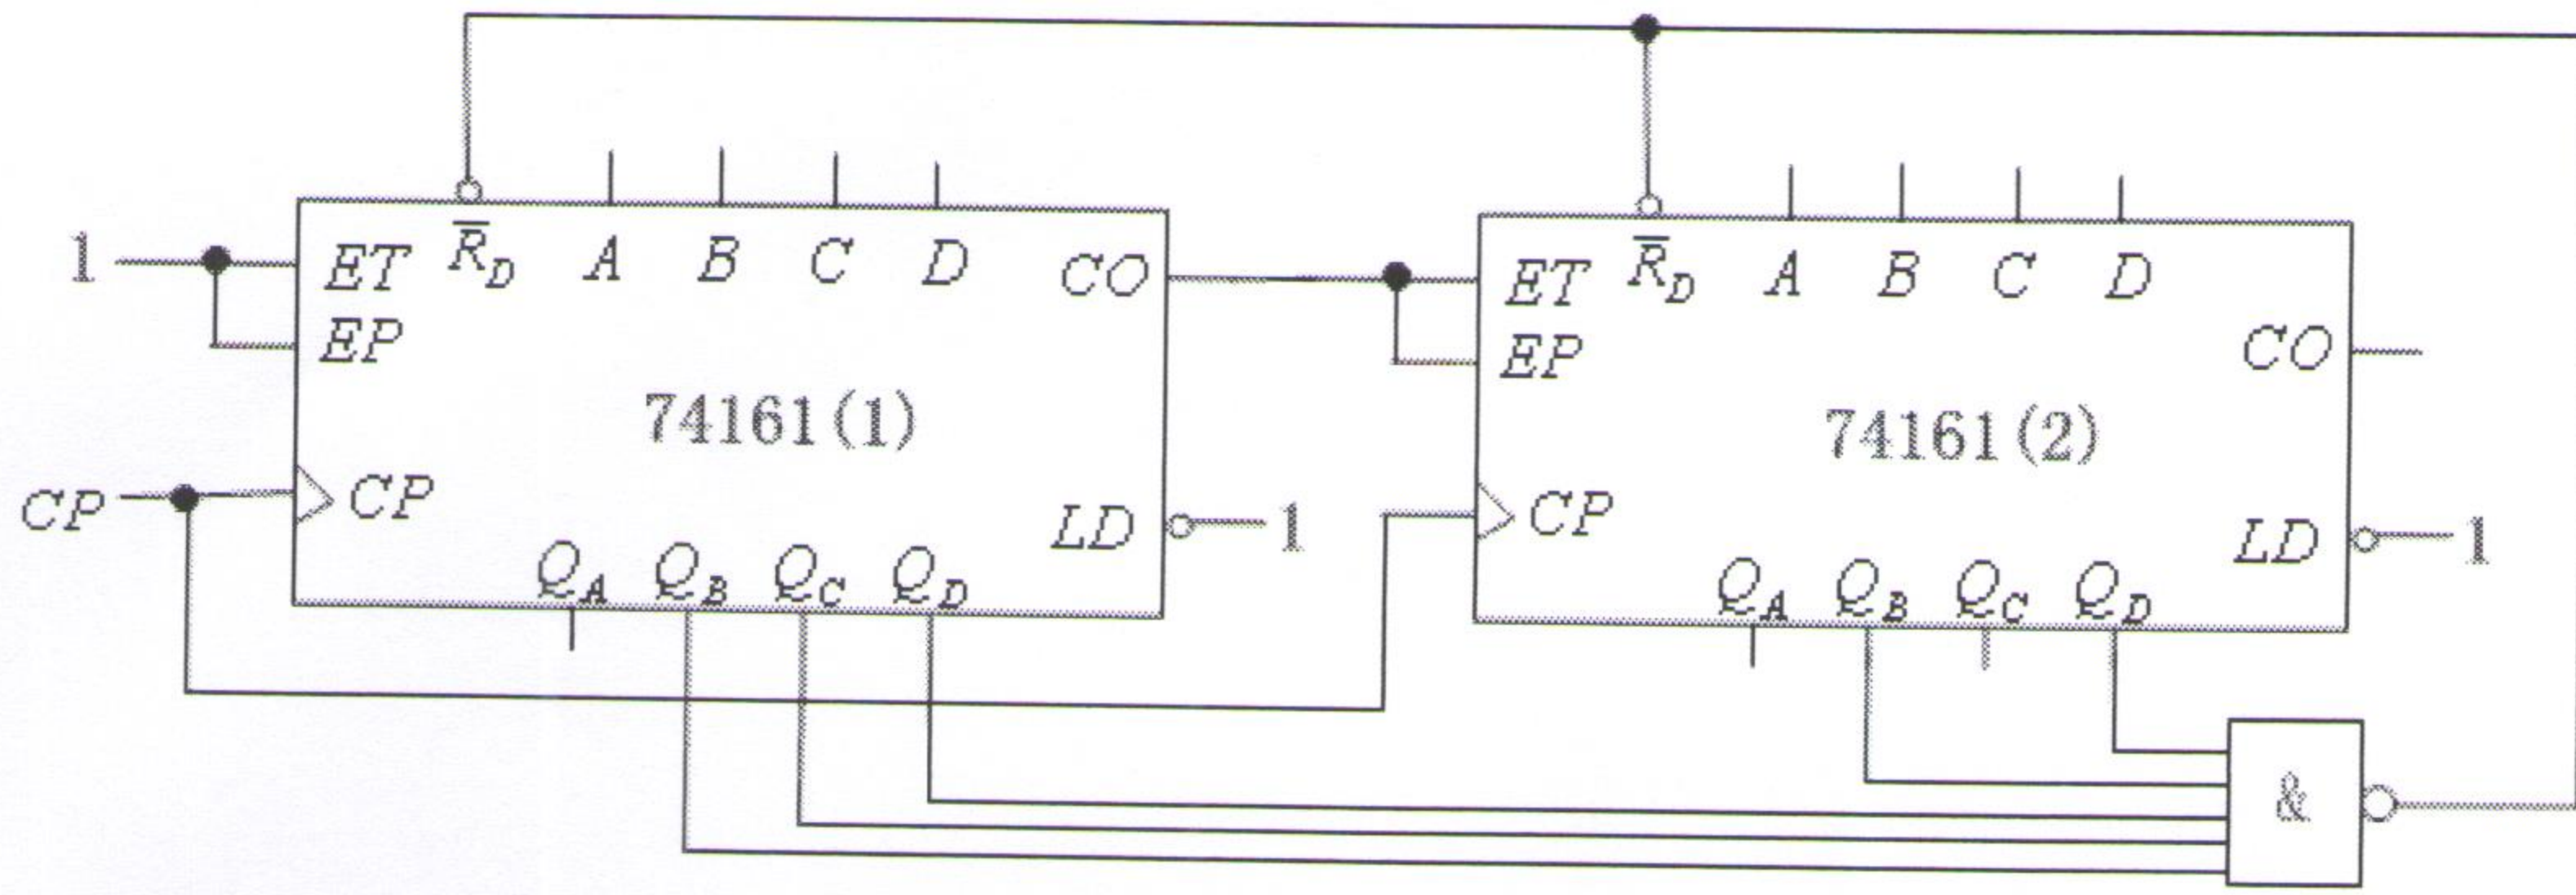 1 ET R̅D A B C D CO ET R̅D A B C D
EP EP CO
74161(1) 74161(2)
CP CP LD 1 CP LD 1
QA QB QC QD QA QB QC QD
&